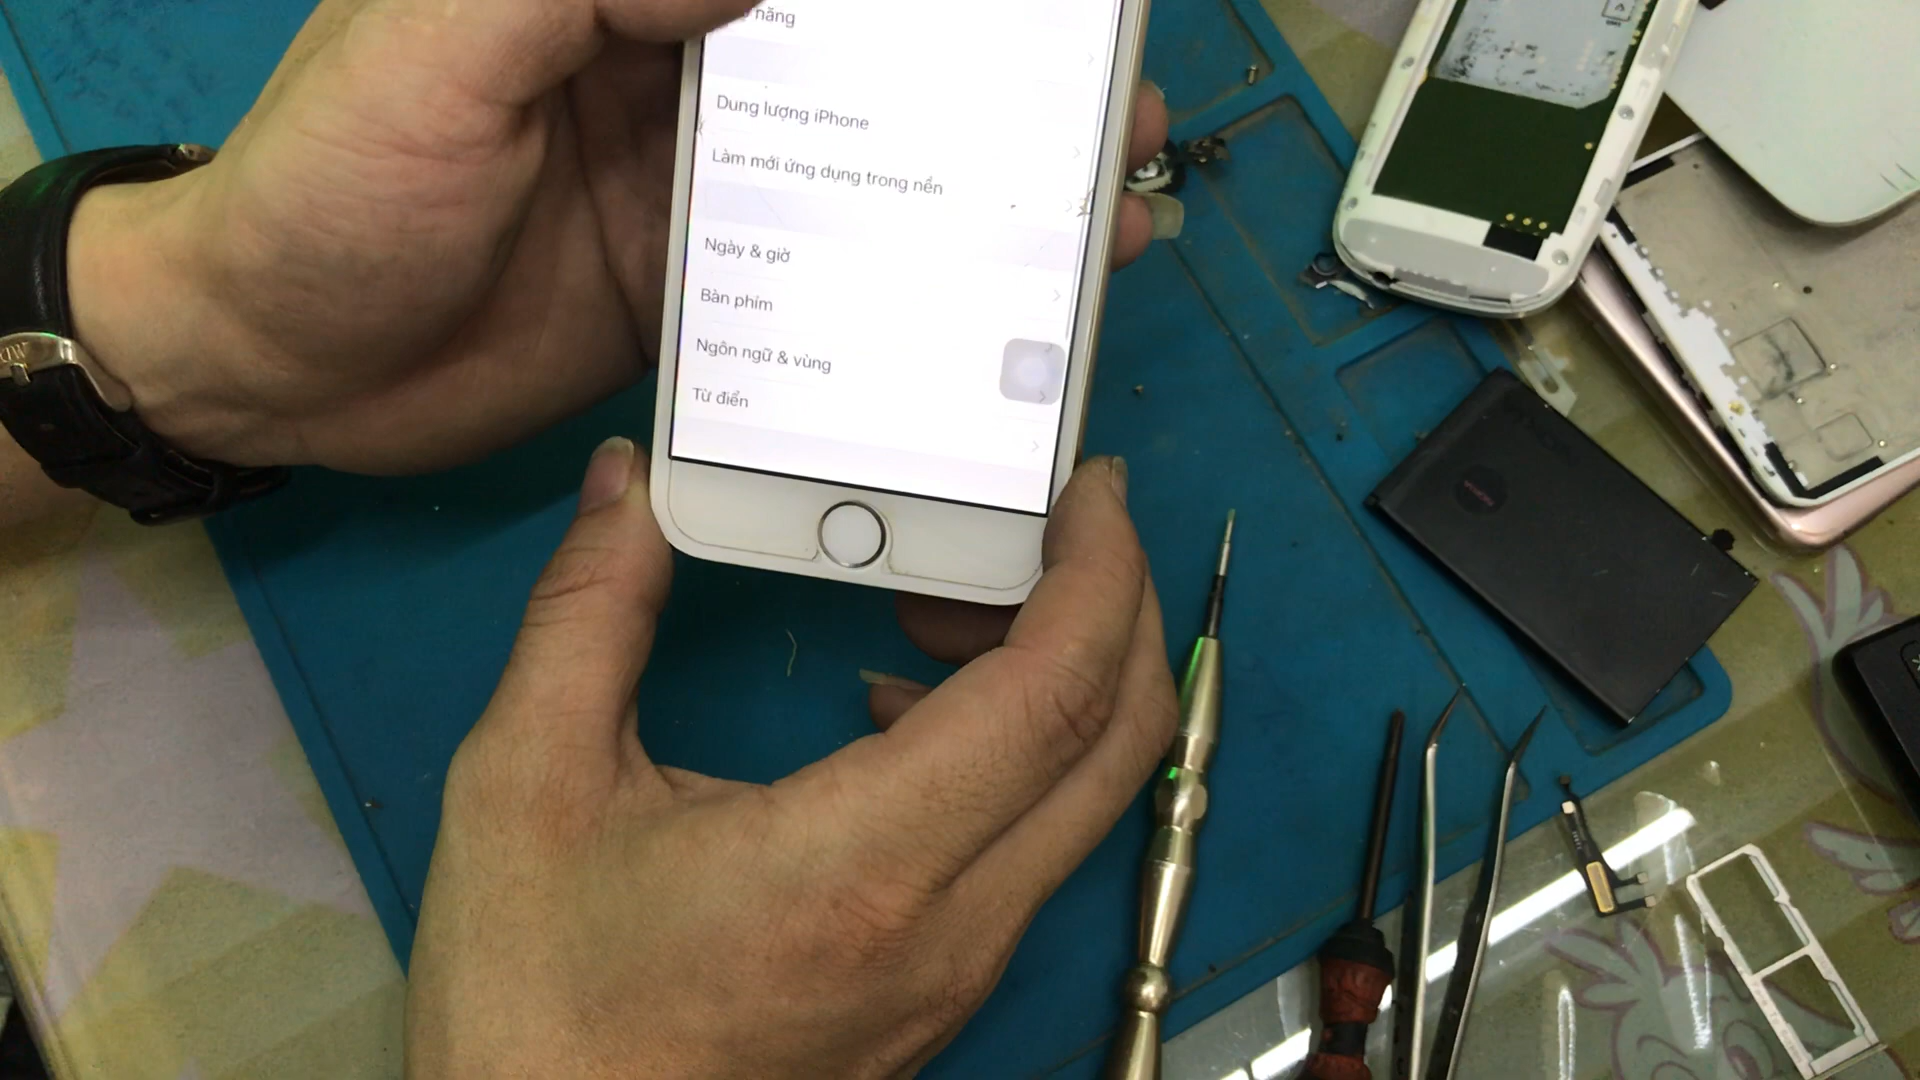 năng
Dung lượng iPhone
Làm mới ứng dụng trong nền
Ngày & giờ
Bàn phím
Ngôn ngữ & vùng
Từ điển